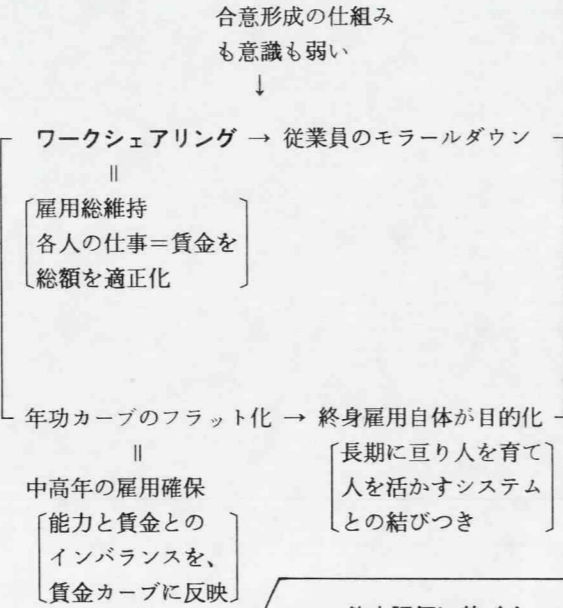 合意形成の仕組み
も意識も弱い
↓
ワークシェアリング → 従業員のモラールダウン
||
雇用総維持
各人の仕事＝賃金を
総額を適正化
年功カーブのフラット化 → 終身雇用自体が目的化
||
中高年の雇用確保
能力と賃金との
インバランスを、
賃金カーブに反映
長期に亘り人を育て
人を活かすシステム
との結びつき